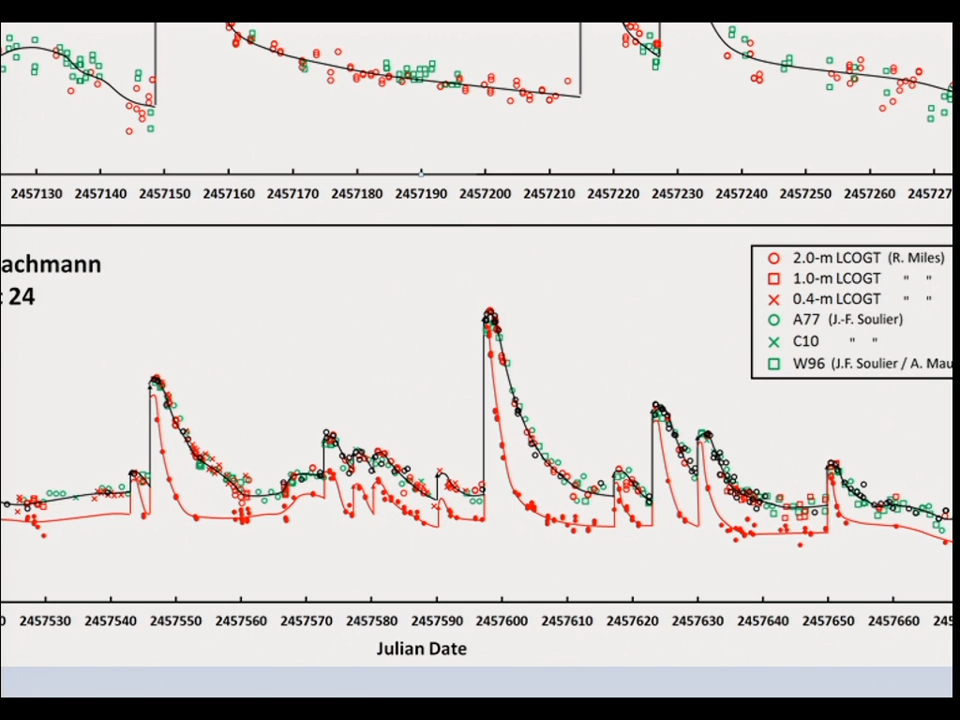 2457130 2457140 2457150 2457160 2457170 2457180 2457190 2457200 2457210 2457220 2457230 2457240 2457250 2457260 245727
achmann
24
2.0-m LCOGT (R. Miles)
1.0-m LCOGT " "
0.4-m LCOGT " "
A77 (J.-F. Soulier)
C10 " "
W96 (J.F. Soulier / A. Mau
2457530 2457540 2457550 2457560 2457570 2457580 2457590 2457600 2457610 2457620 2457630 2457640 2457650 2457660 245
Julian Date